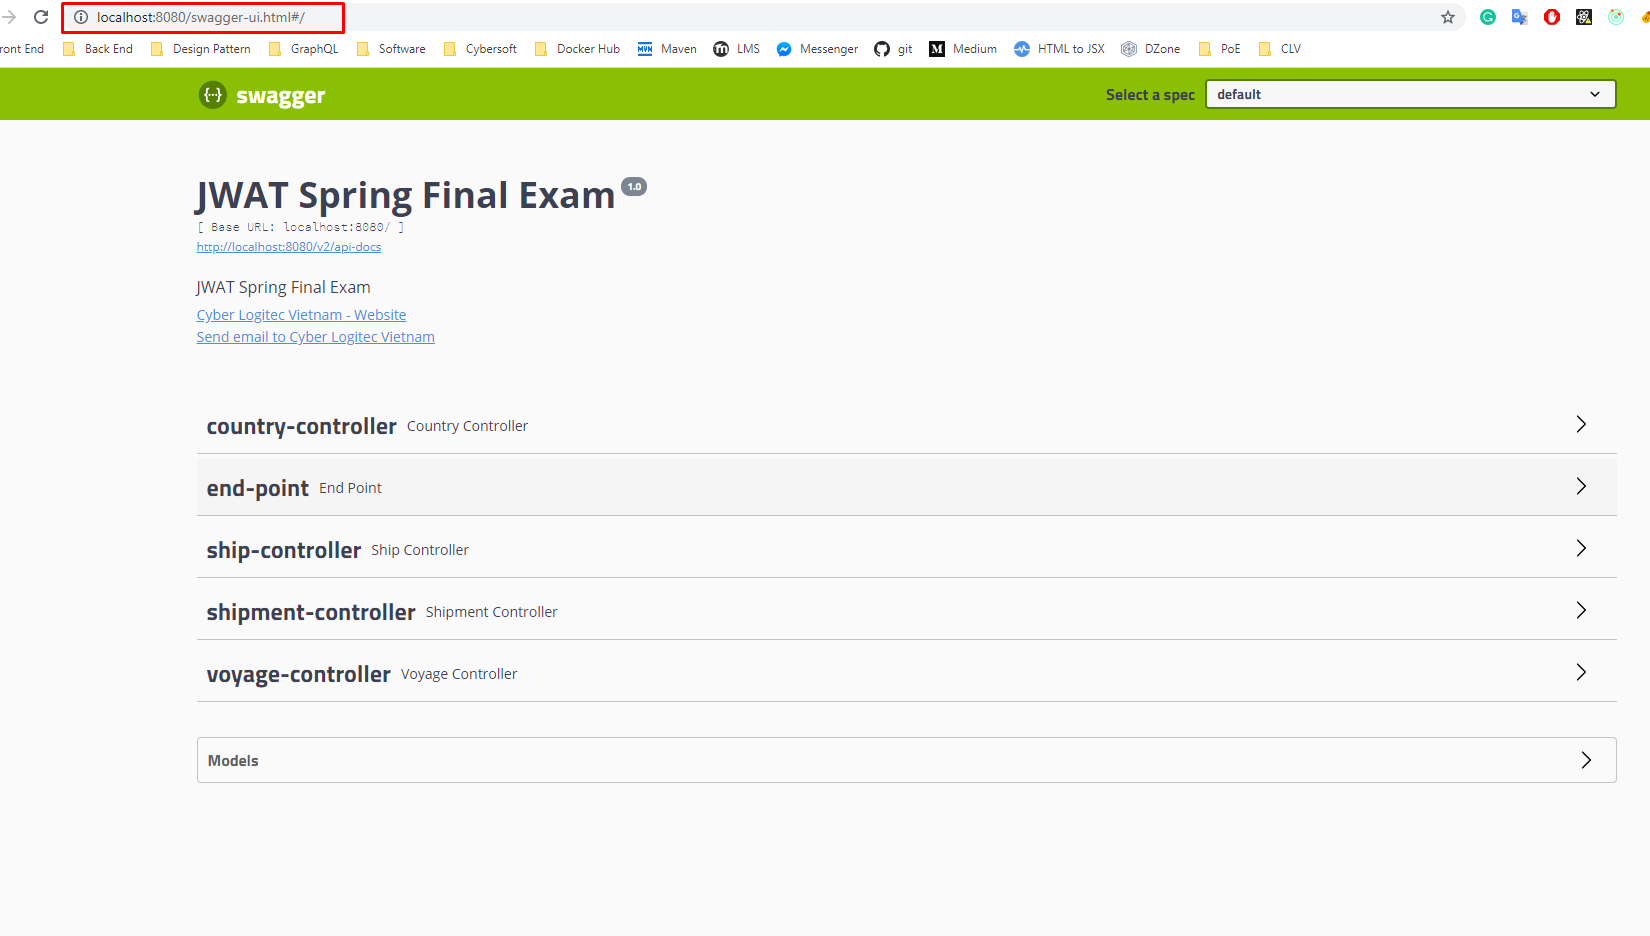 localhost:8080/swagger-ui.html#/
ront End Back End Design Pattern GraphQL Software Cybersoft Docker Hub Maven LMS Messenger git Medium HTML to JSX DZone PoE CLV
swagger Select a spec default
JWAT Spring Final Exam 1.0
[ Base URL: localhost:8080/ ]
http://localhost:8080/v2/api-docs
JWAT Spring Final Exam
Cyber Logitec Vietnam - Website
Send email to Cyber Logitec Vietnam
country-controller Country Controller
end-point End Point
ship-controller Ship Controller
shipment-controller Shipment Controller
voyage-controller Voyage Controller
Models